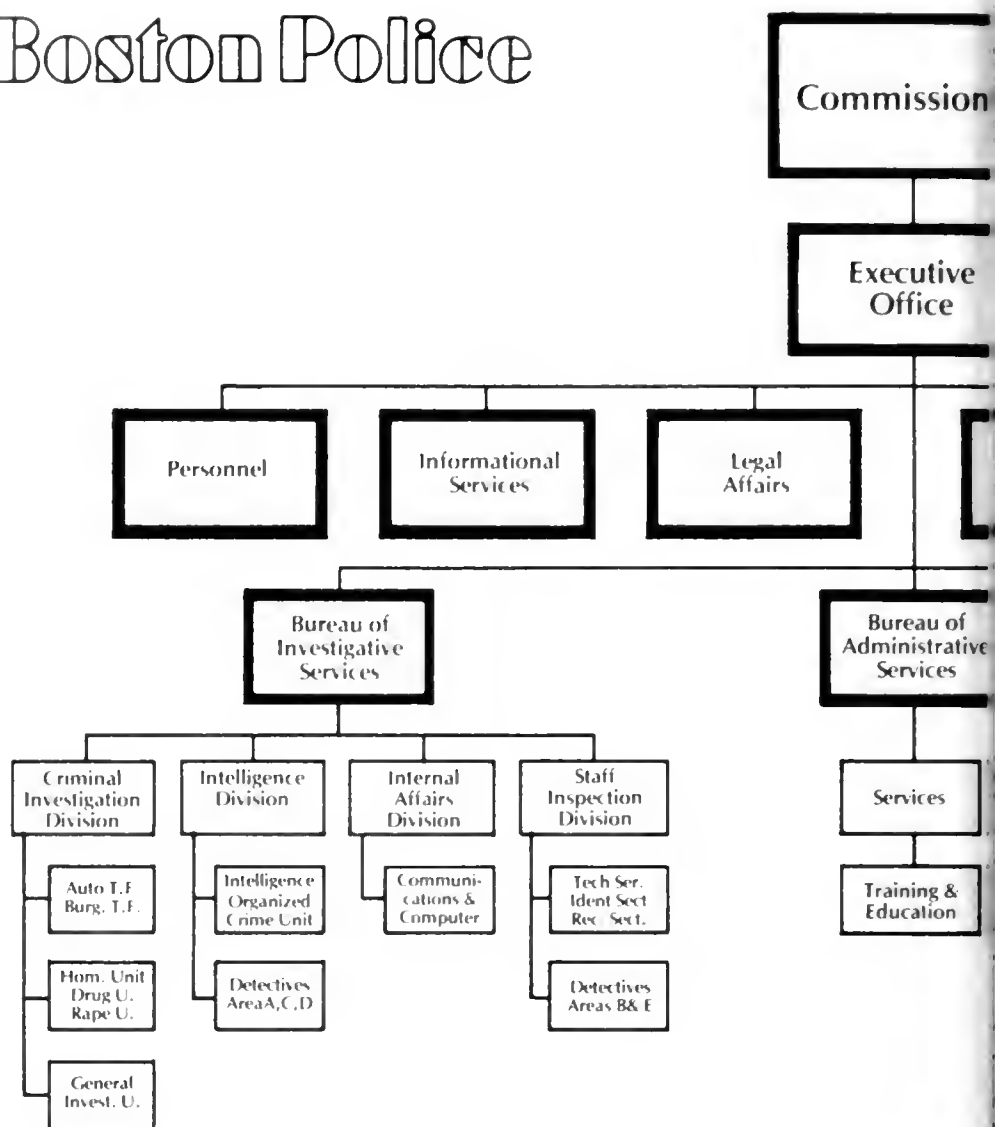 Boston Police
Commission
Executive
Office
Personnel
Informational
Services
Legal
Affairs
Bureau of
Investigative
Services
Bureau of
Administrative
Services
Criminal
Investigation
Division
Intelligence
Division
Internal
Affairs
Division
Staff
Inspection
Division
Services
Auto T.F
Burg. T.F.
Intelligence
Organized
Crime Unit
Communi-
cations &
Computer
Tech Ser.
Ident Sect
Rec. Sect.
Training &
Education
Hom. Unit
Drug U.
Rape U.
Detectives
Area A,C,D
Detectives
Areas B& E
General
Invest. U.